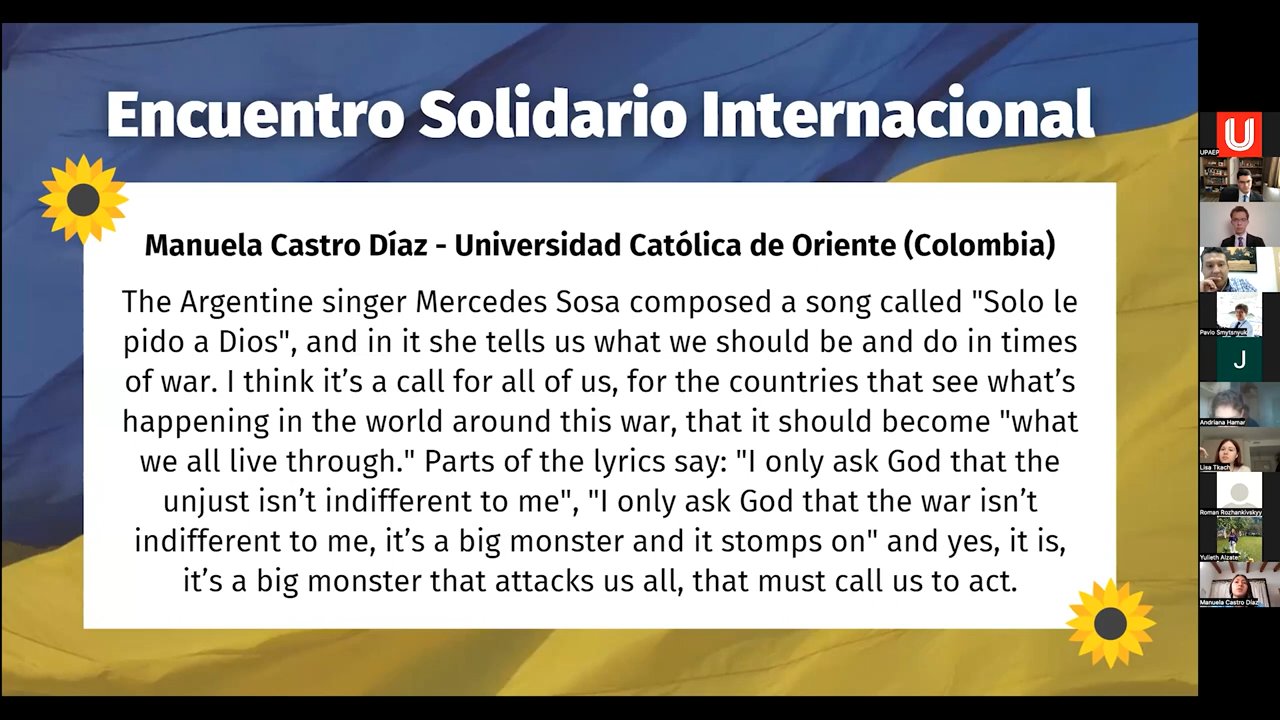 Encuentro Solidario Internacional
Manuela Castro Díaz - Universidad Católica de Oriente (Colombia)
The Argentine singer Mercedes Sosa composed a song called "Solo le
pido a Dios", and in it she tells us what we should be and do in times
of war. I think it’s a call for all of us, for the countries that see what’s
happening in the world around this war, that it should become "what
we all live through." Parts of the lyrics say: "I only ask God that the
unjust isn’t indifferent to me", "I only ask God that the war isn’t
indifferent to me, it’s a big monster and it stomps on" and yes, it is,
it’s a big monster that attacks us all, that must call us to act.
U
UPAEP
Pavlo Smytsnyuk
J
Andriana Hamar
Lisa Tkach
Roman Rozhankivskyy
Yulieth Alzate
Manuela Castro Díaz